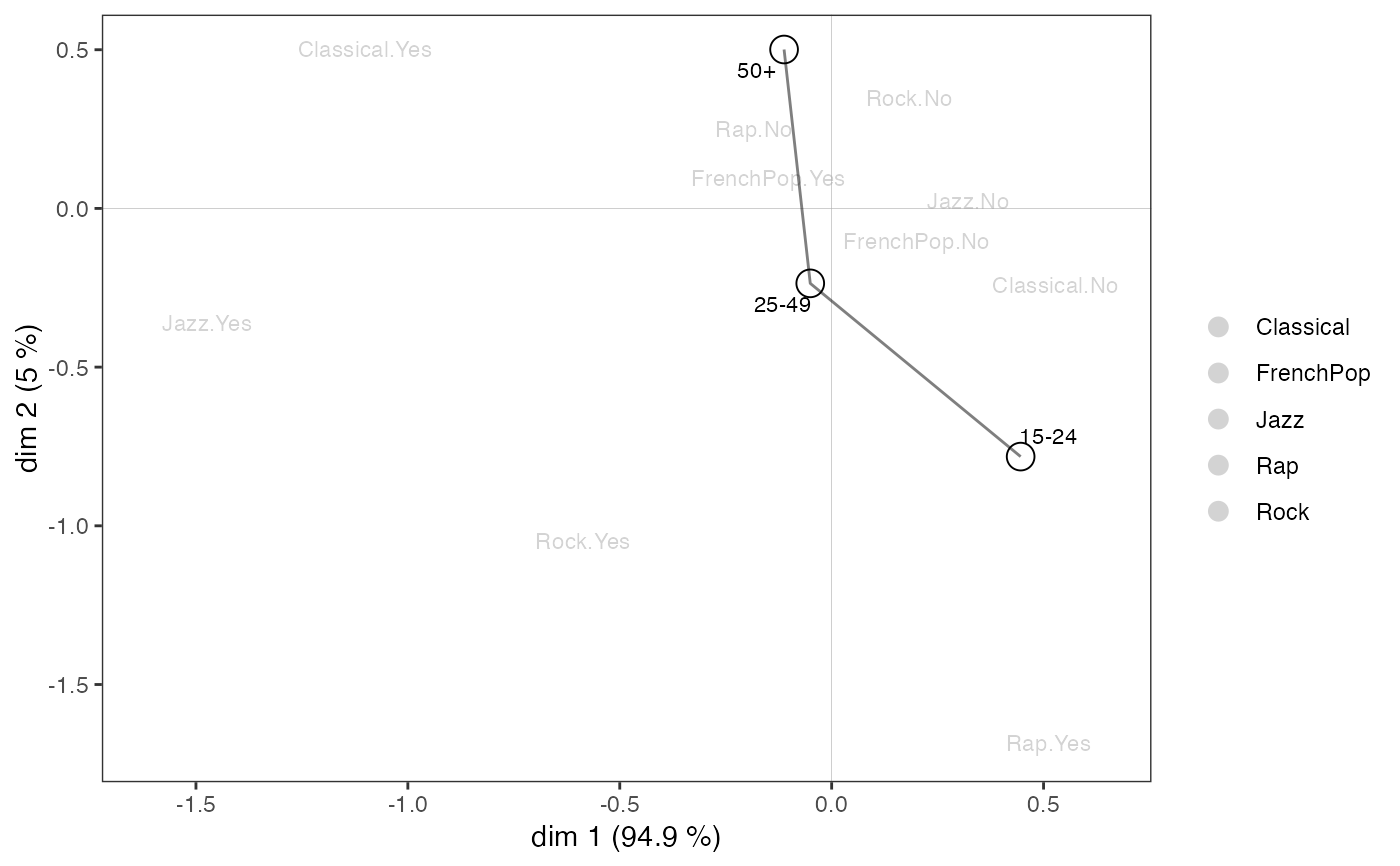 0.5
Classical.Yes
50+
Rock.No
Rap.No
FrenchPop.Yes
Jazz.No
0.0
FrenchPop.No
Classical.No
25-49
Jazz.Yes
-0.5
15-24
-1.0
Rock.Yes
-1.5
Rap.Yes
-1.5
-1.0
-0.5
0.0
0.5
dim 1 (94.9 %)
dim 2 (5 %)
Classical
FrenchPop
Jazz
Rap
Rock